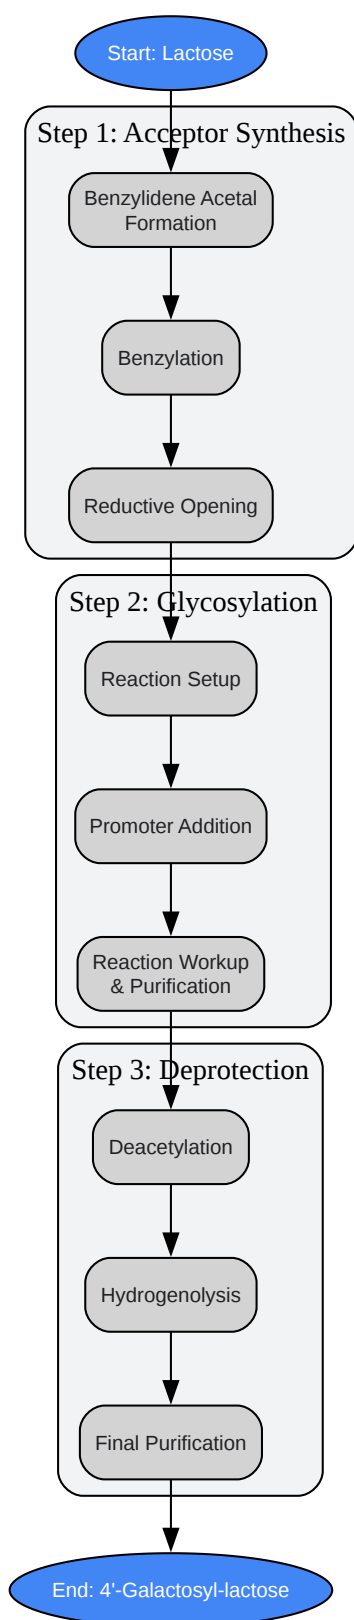 Start: Lactose
Step 1: Acceptor Synthesis
Benzylidene Acetal
Formation
Benzylation
Reductive Opening
Step 2: Glycosylation
Reaction Setup
Promoter Addition
Reaction Workup
& Purification
Step 3: Deprotection
Deacetylation
Hydrogenolysis
Final Purification
End: 4'-Galactosyl-lactose